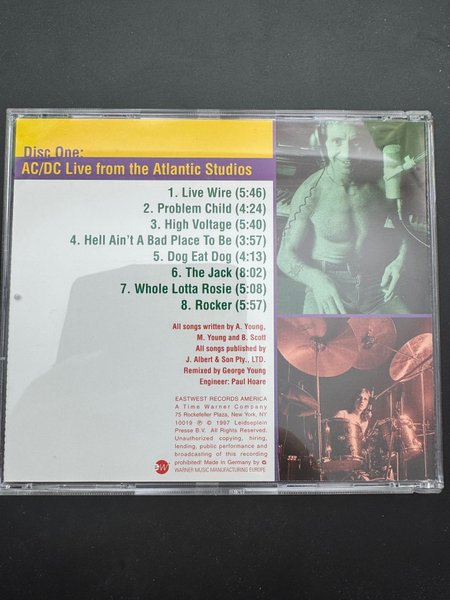 Disc One:
AC/DC Live from the Atlantic Studios
1. Live Wire (5:46)
2. Problem Child (4:24)
3. High Voltage (5:40)
4. Hell Ain't A Bad Place To Be (3:57)
5. Dog Eat Dog (4:13)
6. The Jack (8:02)
7. Whole Lotta Rosie (5:08)
8. Rocker (5:57)
All songs written by A. Young,
M. Young and B. Scott
All songs published by
J. Albert & Son Pty., LTD.
Remixed by George Young
Engineer: Paul Hoare
EASTWEST RECORDS AMERICA
A Time Warner Company
75 Rockefeller Plaza, New York, NY
10019 ℗ © 1997 Leidseplein
Presse B.V. All Rights Reserved.
Unauthorized copying, hiring,
lending, public performance and
broadcasting of this recording
prohibited! Made in Germany by
WARNER MUSIC MANUFACTURING EUROPE
ew